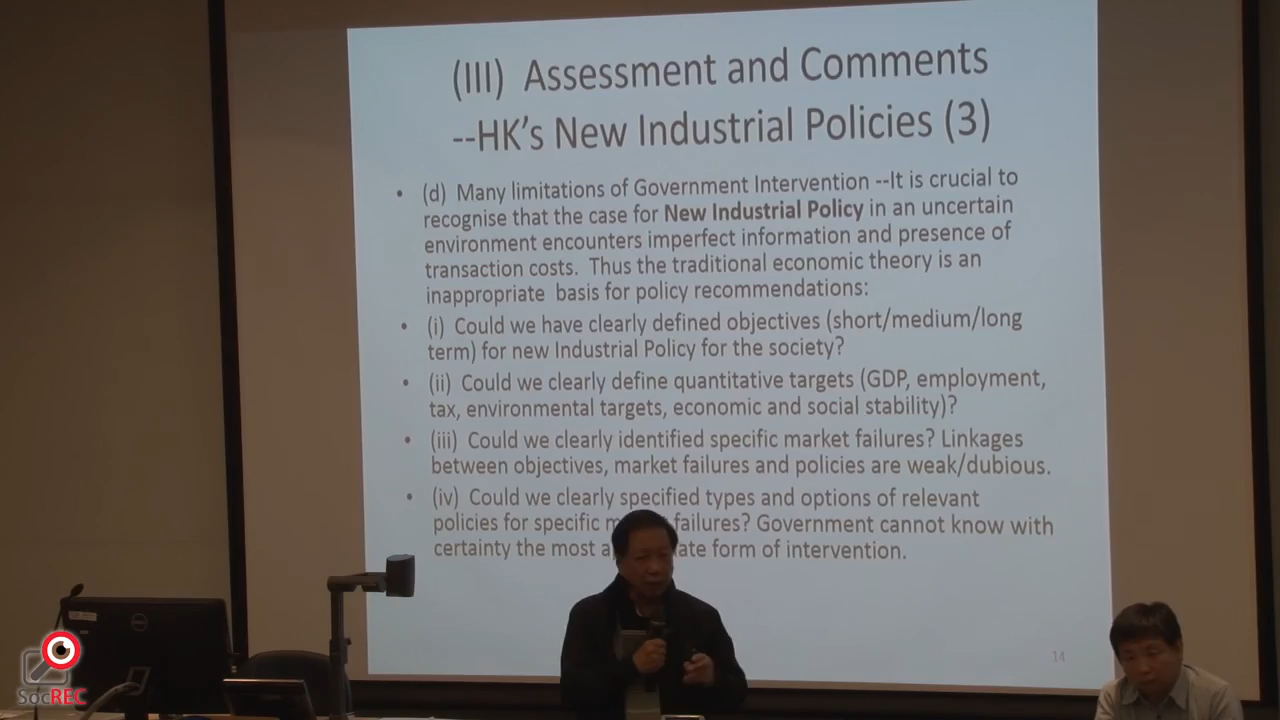 (III) Assessment and Comments
--HK's New Industrial Policies (3)
• (d) Many limitations of Government Intervention --It is crucial to
recognise that the case for New Industrial Policy in an uncertain
environment encounters imperfect information and presence of
transaction costs. Thus the traditional economic theory is an
inappropriate basis for policy recommendations:
• (i) Could we have clearly defined objectives (short/medium/long
term) for new Industrial Policy for the society?
• (ii) Could we clearly define quantitative targets (GDP, employment,
tax, environmental targets, economic and social stability)?
• (iii) Could we clearly identified specific market failures? Linkages
between objectives, market failures and policies are weak/dubious.
• (iv) Could we clearly specified types and options of relevant
policies for specific failures? Government cannot know with
certainty the most form of intervention.
14
DELL
SocREC